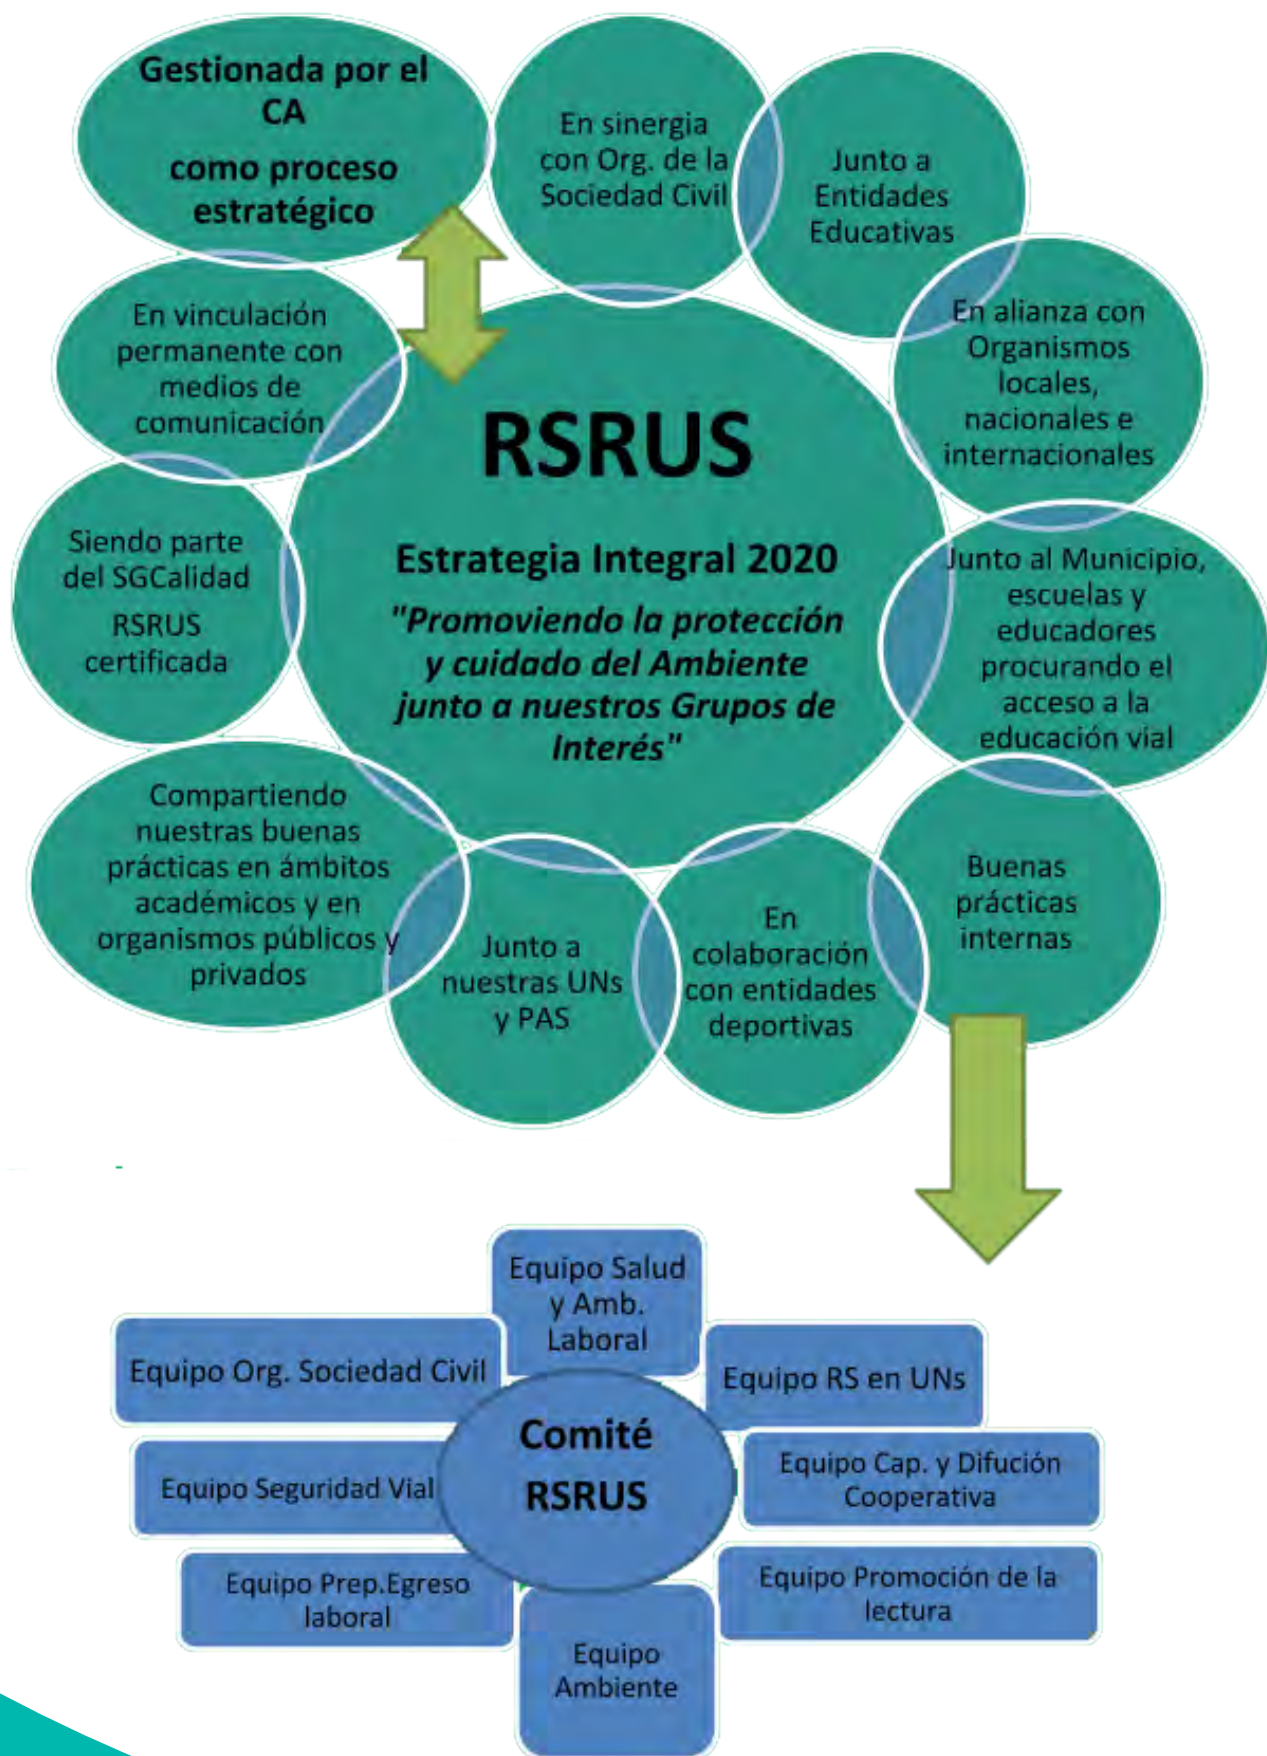 Gestionada por el
CA
como proceso
estratégico
En sinergia
con Org. de la
Sociedad Civil
Junto a
Entidades
Educativas
En alianza con
Organismos
locales,
nacionales e
internacionales
Junto al Municipio,
escuelas y
educadores
procurando el
acceso a la
educación vial
Buenas
prácticas
internas
En
colaboración
con entidades
deportivas
Junto a
nuestras UNs
y PAS
Compartiendo
nuestras buenas
prácticas en ámbitos
académicos y en
organismos públicos y
privados
Siendo parte
del SGCalidad
RSRUS
certificada
En vinculación
permanente con
medios de
comunicación
RSRUS
Estrategia Integral 2020
"Promoviendo la protección
y cuidado del Ambiente
junto a nuestros Grupos de
Interés"
Equipo Salud
y Amb.
Laboral
Equipo RS en UNs
Equipo Cap. y Difución
Cooperativa
Equipo Promoción de la
lectura
Equipo
Ambiente
Equipo Prep.Egreso
laboral
Equipo Seguridad Vial
Equipo Org. Sociedad Civil
Comité
RSRUS